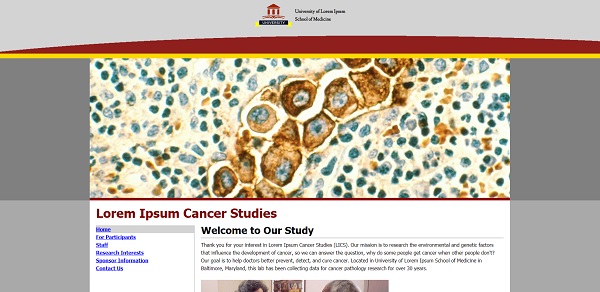 University of Lorem Ipsum
School of Medicine
UNIVERSITY
Lorem Ipsum Cancer Studies
Home
For Participants
Staff
Research Interests
Sponsor Information
Contact Us
Welcome to Our Study
Thank you for your interest in Lorem Ipsum Cancer Studies (LICS). Our mission is to research the environmental and genetic factors
that influence the development of cancer, so we can answer the question, why do some people get cancer when other people don't?
Our goal is to help doctors better prevent, detect, and cure cancer. Located in University of Lorem Ipsum School of Medicine in
Baltimore, Maryland, this lab has been collecting data for cancer pathology research for over 30 years.